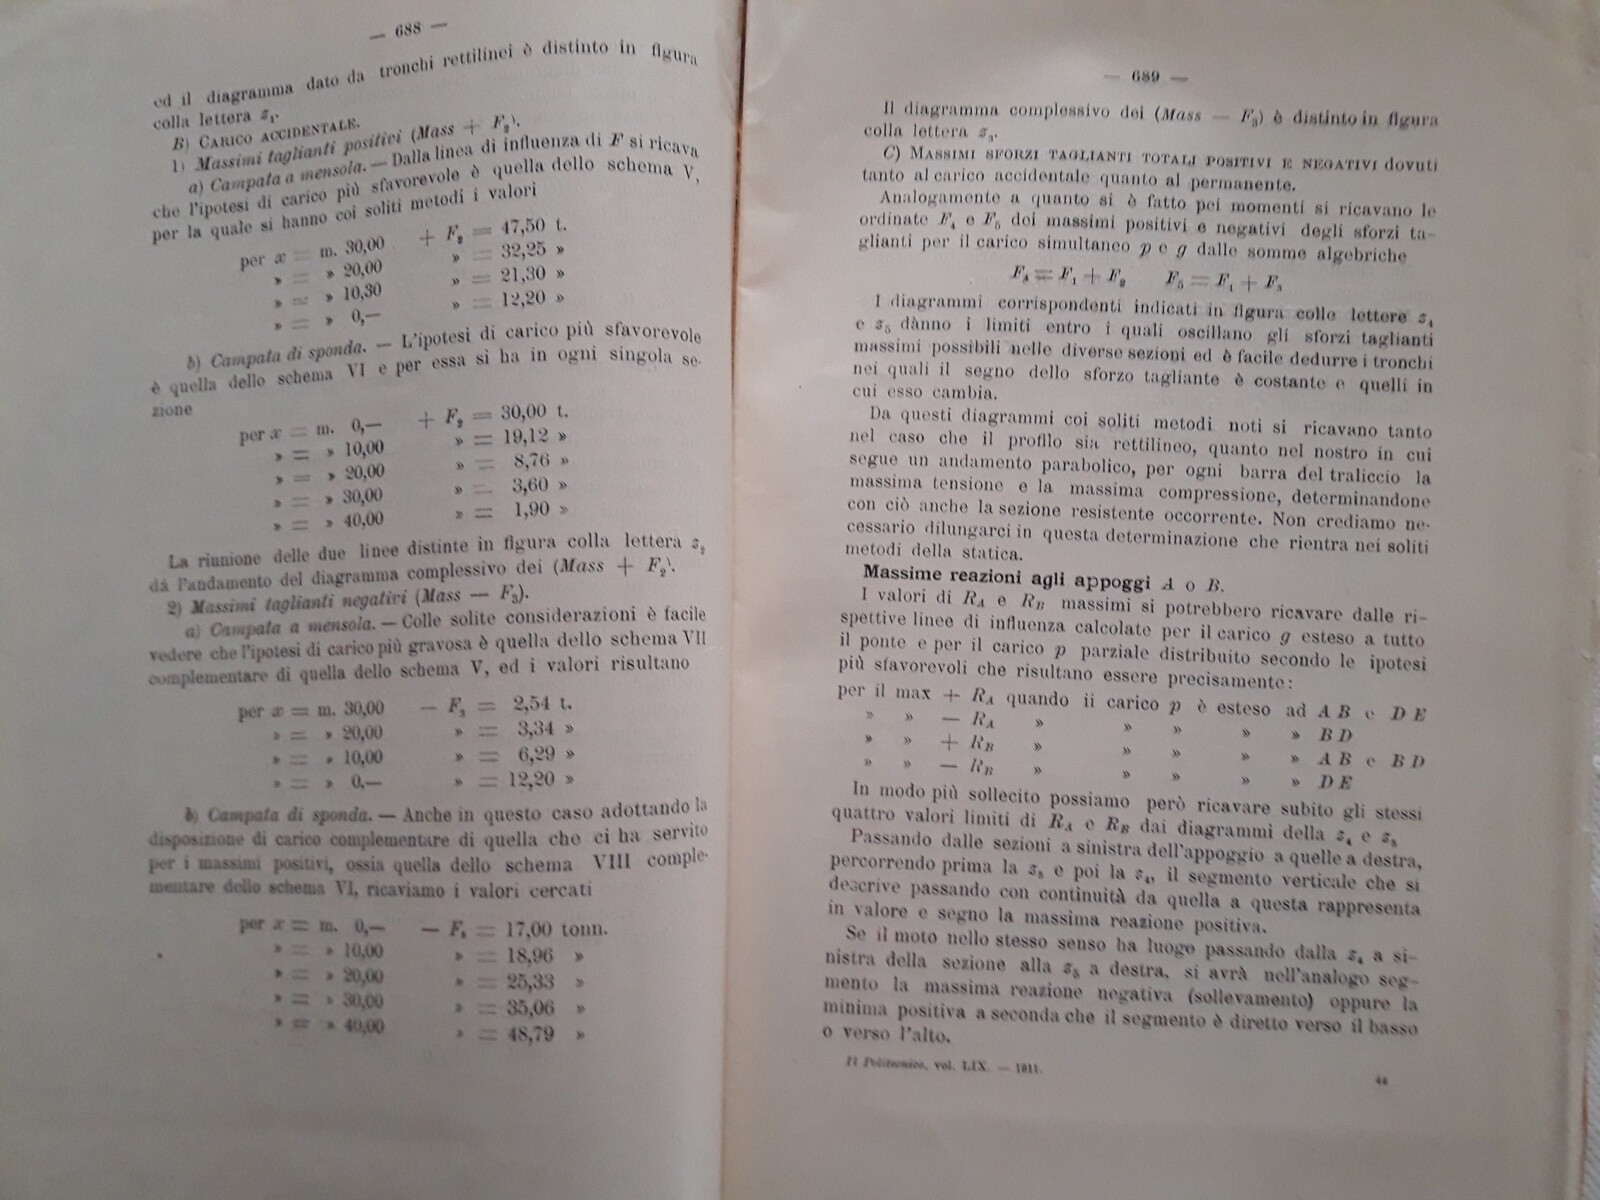 — 688 —
ed il diagramma dato da tronchi rettilinei è distinto in figura
colla lettera z₁.
B) CARICO ACCIDENTALE.
1) Massimi taglianti positivi (Mass + F₂).
a) Campata a mensola. — Dalla linea di influenza di F si ricava
che l'ipotesi di carico più sfavorevole è quella dello schema V,
per la quale si hanno coi soliti metodi i valori
per x = m. 30,00 + F₂ = 47,50 t.
» = » 20,00 » = 32,25 »
» = » 10,30 » = 21,30 »
» = » 0,— » = 12,20 »
b) Campata di sponda. — L'ipotesi di carico più sfavorevole
è quella dello schema VI e per essa si ha in ogni singola se-
zione
per x = m. 0,— + F₂ = 30,00 t.
» = » 10,00 » = 19,12 »
» = » 20,00 » = 8,76 »
» = » 30,00 » = 3,60 »
» = » 40,00 » = 1,90 »
La riunione delle due linee distinte in figura colla lettera z₂
dà l'andamento del diagramma complessivo dei (Mass + F₂).
2) Massimi taglianti negativi (Mass — F₃).
a) Campata a mensola. — Colle solite considerazioni è facile
vedere che l'ipotesi di carico più gravosa è quella dello schema VII
complementare di quella dello schema V, ed i valori risultano
per x = m. 30,00 — F₃ = 2,54 t.
» = » 20,00 » = 3,34 »
» = » 10,00 » = 6,29 »
» = » 0,— » = 12,20 »
b) Campata di sponda. — Anche in questo caso adottando la
disposizione di carico complementare di quella che ci ha servito
per i massimi positivi, ossia quella dello schema VIII comple-
mentare dello schema VI, ricaviamo i valori cercati
per x = m. 0,— — F₃ = 17,00 tonn.
» = » 10,00 » = 18,96 »
» = » 20,00 » = 25,33 »
» = » 30,00 » = 35,06 »
» = » 40,00 » = 48,79 »
— 689 —
Il diagramma complessivo dei (Mass — F₃) è distinto in figura
colla lettera z₃.
C) MASSIMI SFORZI TAGLIANTI TOTALI POSITIVI E NEGATIVI dovuti
tanto al carico accidentale quanto al permanente.
Analogamente a quanto si è fatto pei momenti si ricavano le
ordinate F₄ e F₅ dei massimi positivi e negativi degli sforzi ta-
glianti per il carico simultaneo p e g dalle somme algebriche
F₄ = F₁ + F₂ F₅ = F₁ + F₃
I diagrammi corrispondenti indicati in figura colle lettere z₄
e z₅ dànno i limiti entro i quali oscillano gli sforzi taglianti
massimi possibili nelle diverse sezioni ed è facile dedurre i tronchi
nei quali il segno dello sforzo tagliante è costante e quelli in
cui esso cambia.
Da questi diagrammi coi soliti metodi noti si ricavano tanto
nel caso che il profilo sia rettilineo, quanto nel nostro in cui
segue un andamento parabolico, per ogni barra del traliccio la
massima tensione e la massima compressione, determinandone
con ciò anche la sezione resistente occorrente. Non crediamo ne-
cessario dilungarci in questa determinazione che rientra nei soliti
metodi della statica.
Massime reazioni agli appoggi A o B.
I valori di R_A e R_B massimi si potrebbero ricavare dalle ri-
spettive linee di influenza calcolate per il carico g esteso a tutto
il ponte e per il carico p parziale distribuito secondo le ipotesi
più sfavorevoli che risultano essere precisamente:
per il max + R_A quando ii carico p è esteso ad A B e D E
» » — R_A » » » » » B D
» » + R_B » » » » » A B e B D
» » — R_B » » » » » D E
In modo più sollecito possiamo però ricavare subito gli stessi
quattro valori limiti di R_A e R_B dai diagrammi della z₄ e z₅
Passando dalle sezioni a sinistra dell'appoggio a quelle a destra,
percorrendo prima la z₅ e poi la z₄, il segmento verticale che si
descrive passando con continuità da quella a questa rappresenta
in valore e segno la massima reazione positiva.
Se il moto nello stesso senso ha luogo passando dalla z₄ a si-
nistra della sezione alla z₅ a destra, si avrà nell'analogo seg-
mento la massima reazione negativa (sollevamento) oppure la
minima positiva a seconda che il segmento è diretto verso il basso
o verso l'alto.
Il Politecnico, vol. LIX. — 1911.
44